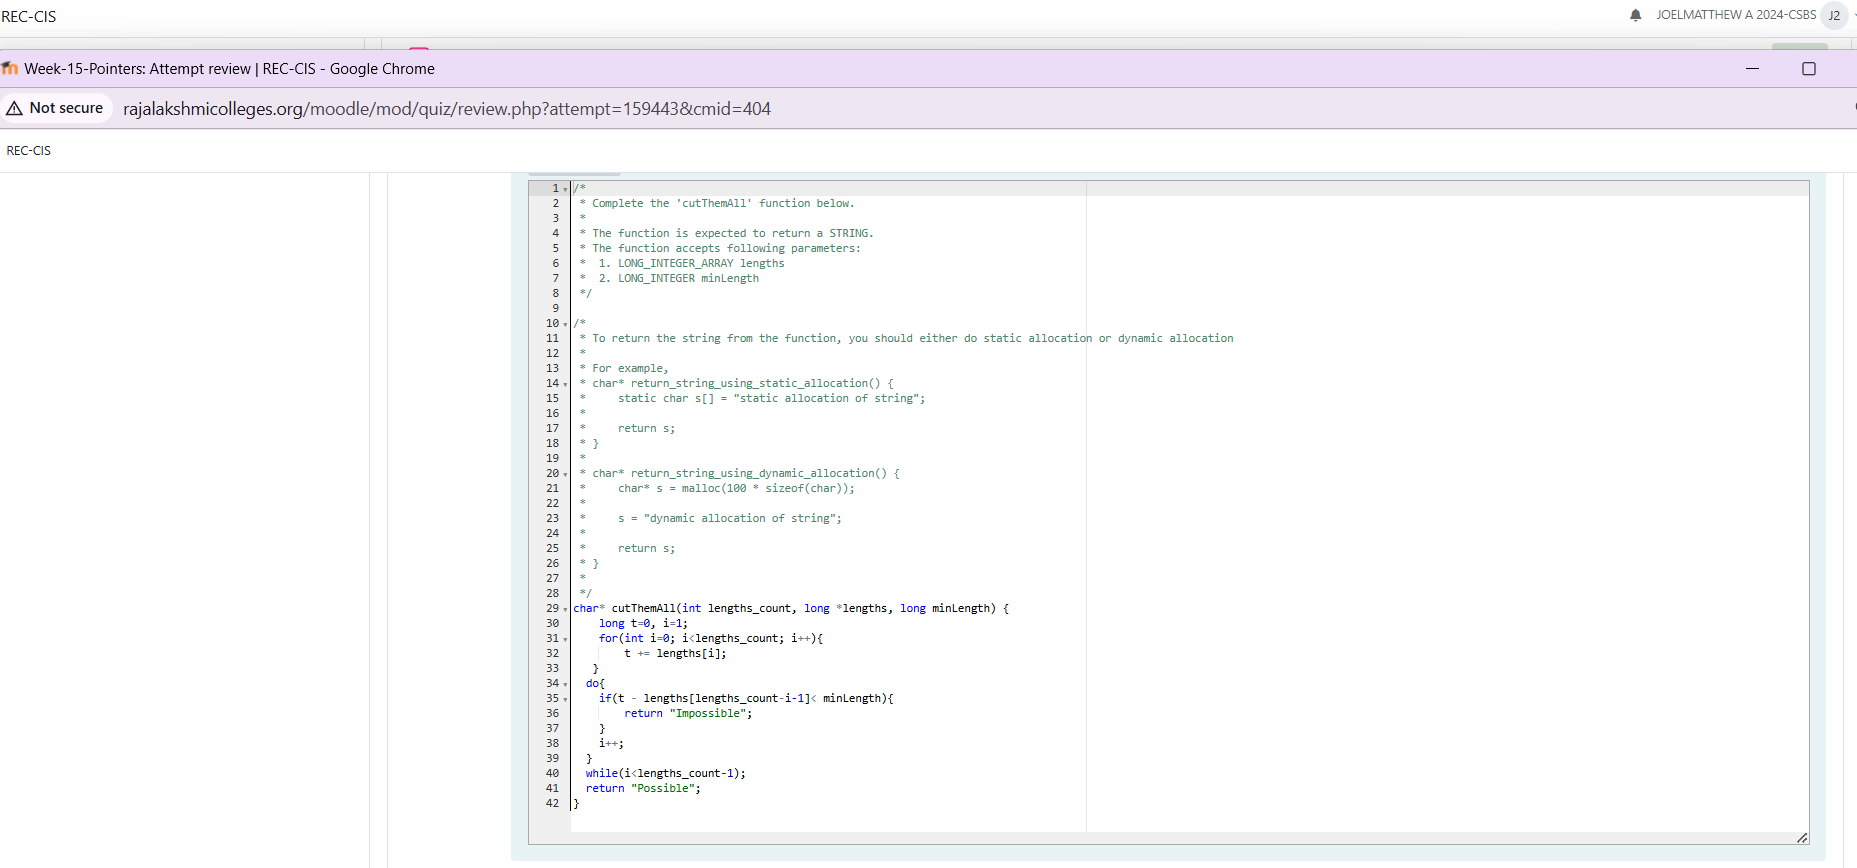 REC-CIS
JOELMATTHEW A 2024-CSBS J2
Week-15-Pointers: Attempt review | REC-CIS - Google Chrome
Not secure rajalakshmicolleges.org/moodle/mod/quiz/review.php?attempt=159443&cmid=404
REC-CIS
1 /*
2 * Complete the 'cutThemAll' function below.
3 *
4 * The function is expected to return a STRING.
5 * The function accepts following parameters:
6 *  1. LONG_INTEGER_ARRAY lengths
7 *  2. LONG_INTEGER minLength
8 */
9
10 /*
11 * To return the string from the function, you should either do static allocation or dynamic allocation
12 *
13 * For example,
14 * char* return_string_using_static_allocation() {
15 *     static char s[] = "static allocation of string";
16 *
17 *     return s;
18 * }
19 *
20 * char* return_string_using_dynamic_allocation() {
21 *     char* s = malloc(100 * sizeof(char));
22 *
23 *     s = "dynamic allocation of string";
24 *
25 *     return s;
26 * }
27 *
28 */
29 char* cutThemAll(int lengths_count, long *lengths, long minLength) {
30     long t=0, i=1;
31     for(int i=0; i<lengths_count; i++){
32         t += lengths[i];
33    }
34   do{
35     if(t - lengths[lengths_count-i-1]< minLength){
36         return "Impossible";
37     }
38     i++;
39   }
40   while(i<lengths_count-1);
41   return "Possible";
42 }